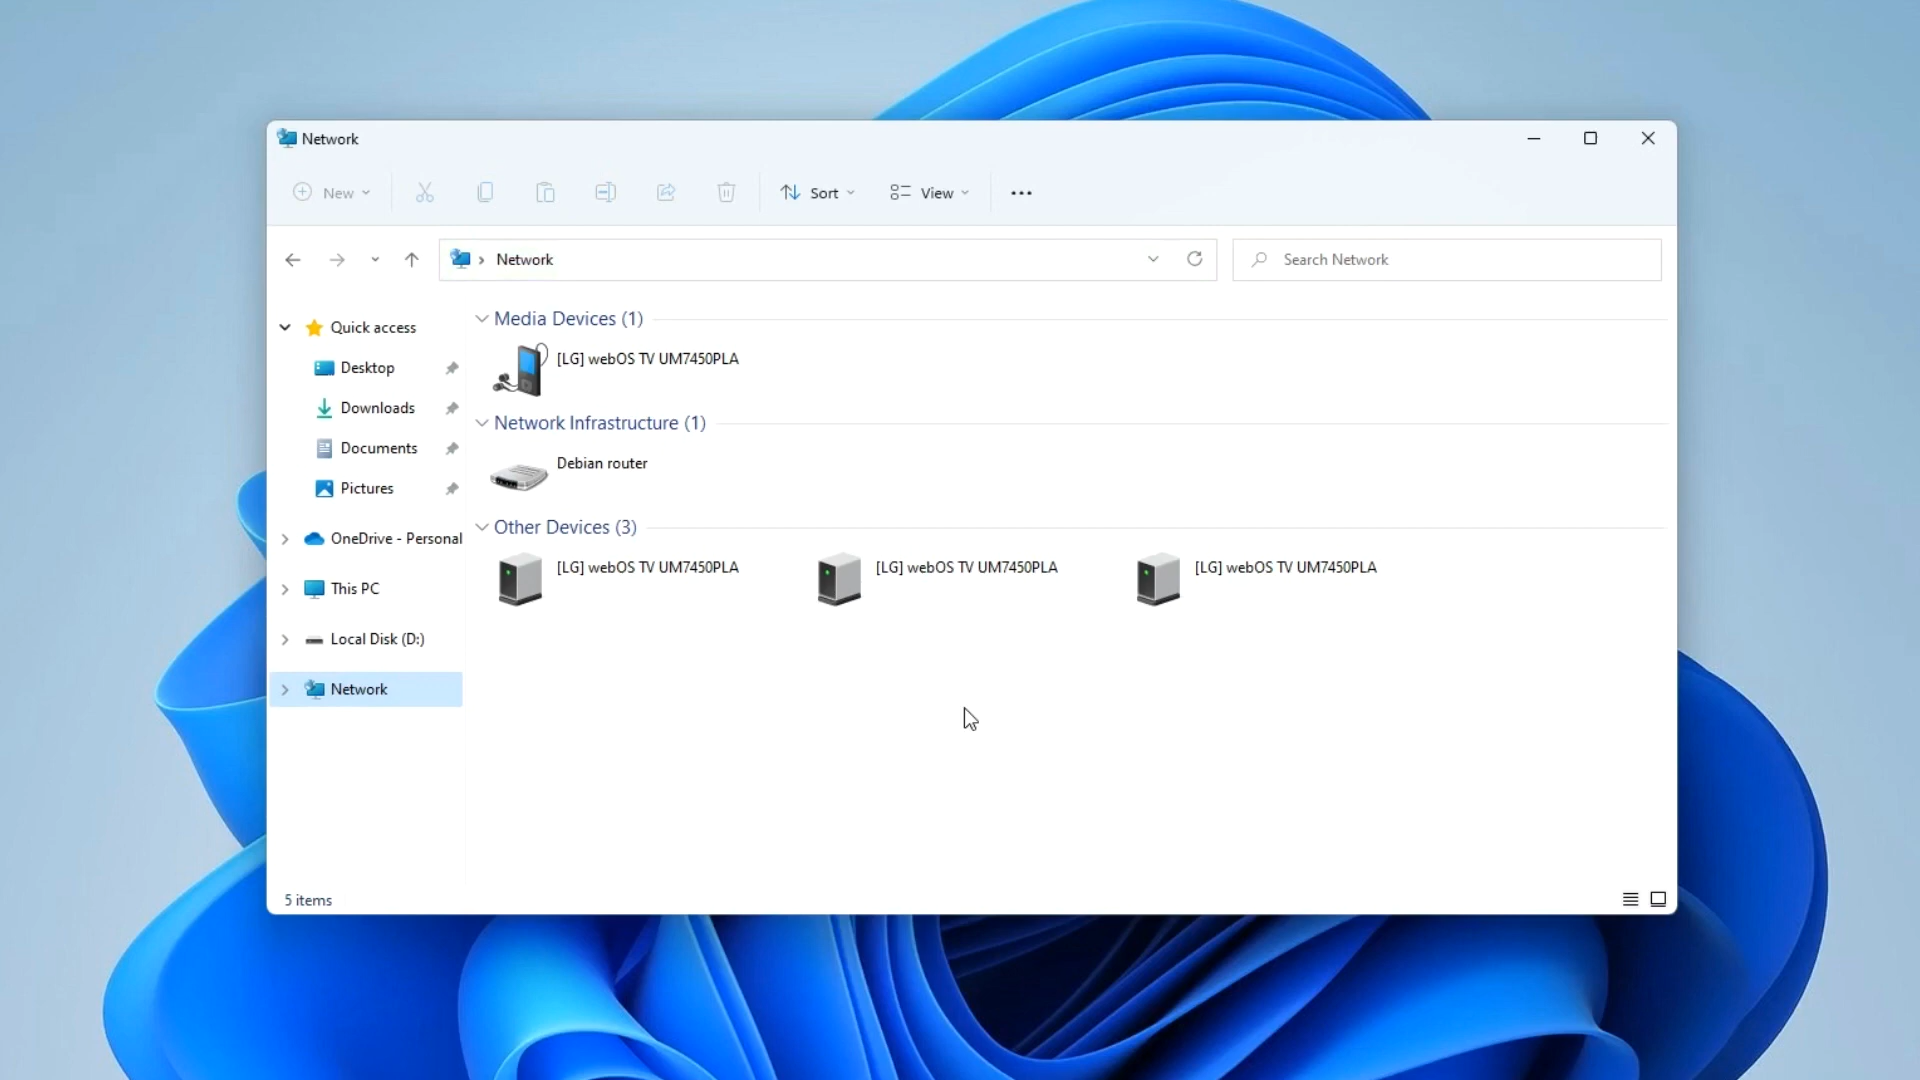 Network
New
Sort
View
Network
Search Network
Quick access
Desktop
Downloads
Documents
Pictures
OneDrive - Personal
This PC
Local Disk (D:)
Network
Media Devices (1)
[LG] webOS TV UM7450PLA
Network Infrastructure (1)
Debian router
Other Devices (3)
[LG] webOS TV UM7450PLA
[LG] webOS TV UM7450PLA
[LG] webOS TV UM7450PLA
5 items